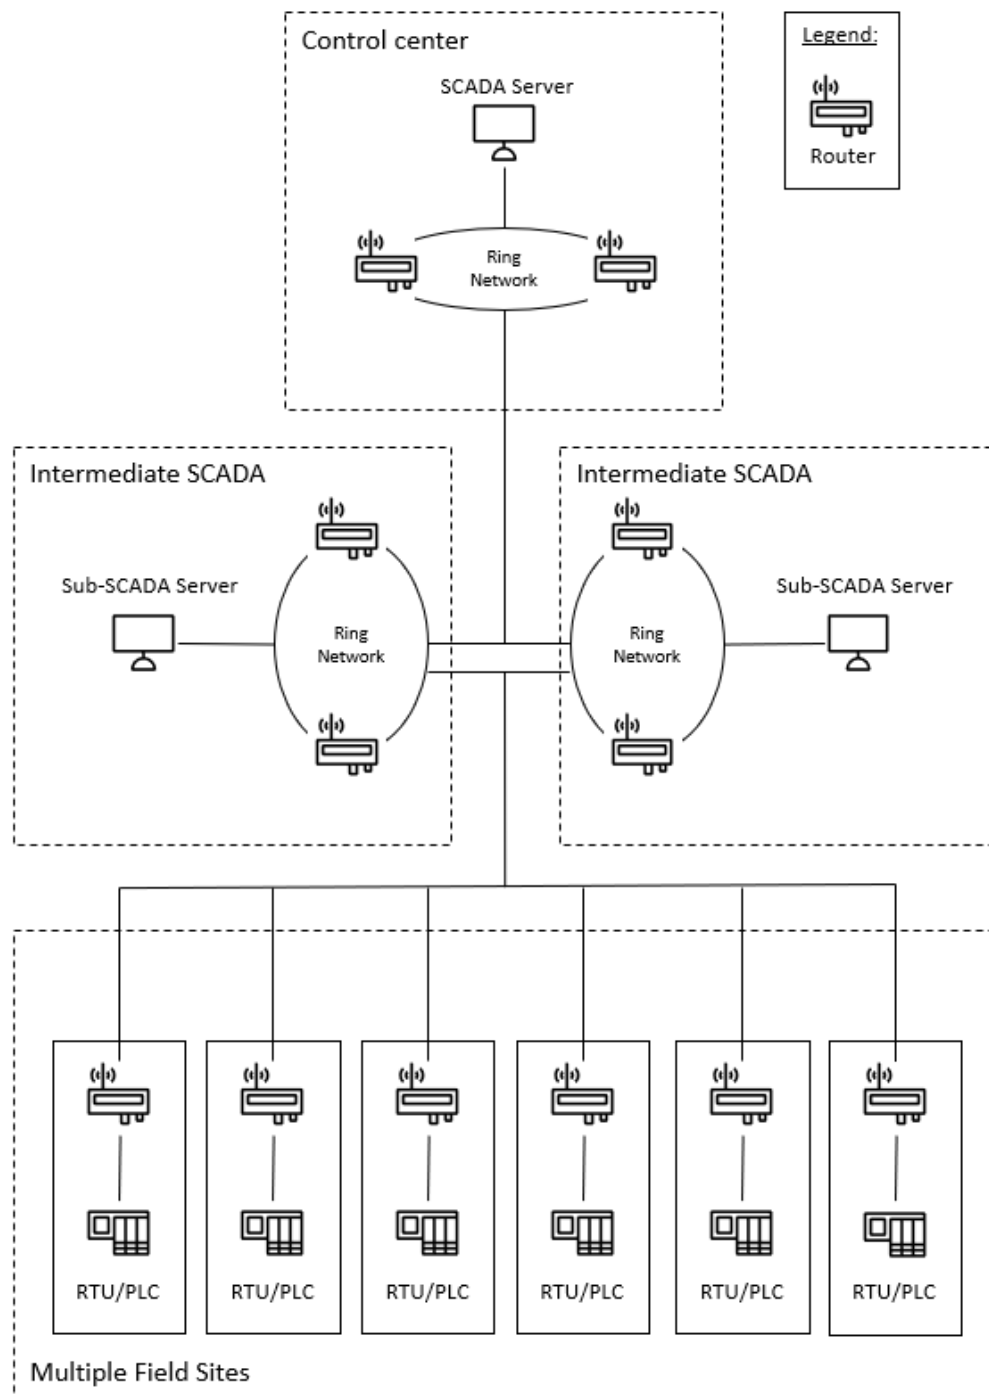 Control center
Legend:
SCADA Server
Router
Ring
Network
Intermediate SCADA
Intermediate SCADA
Sub-SCADA Server
Sub-SCADA Server
Ring
Network
Ring
Network
RTU/PLC
RTU/PLC
RTU/PLC
RTU/PLC
RTU/PLC
RTU/PLC
Multiple Field Sites